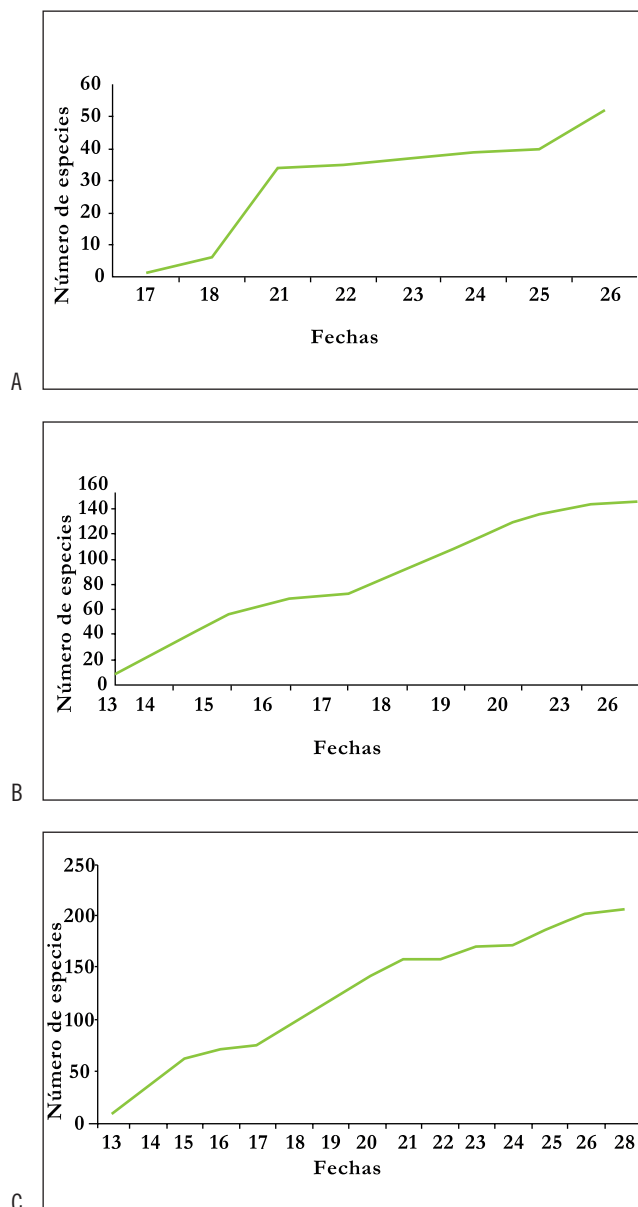 60
50
40
30
20
10
0
Número de especies
17 18 21 22 23 24 25 26
Fechas
A
160
140
120
100
80
60
40
20
0
Número de especies
13 14 15 16 17 18 19 20 23 26
Fechas
B
250
200
150
100
50
0
Número de especies
13 14 15 16 17 18 19 20 21 22 23 24 25 26 28
Fechas
C